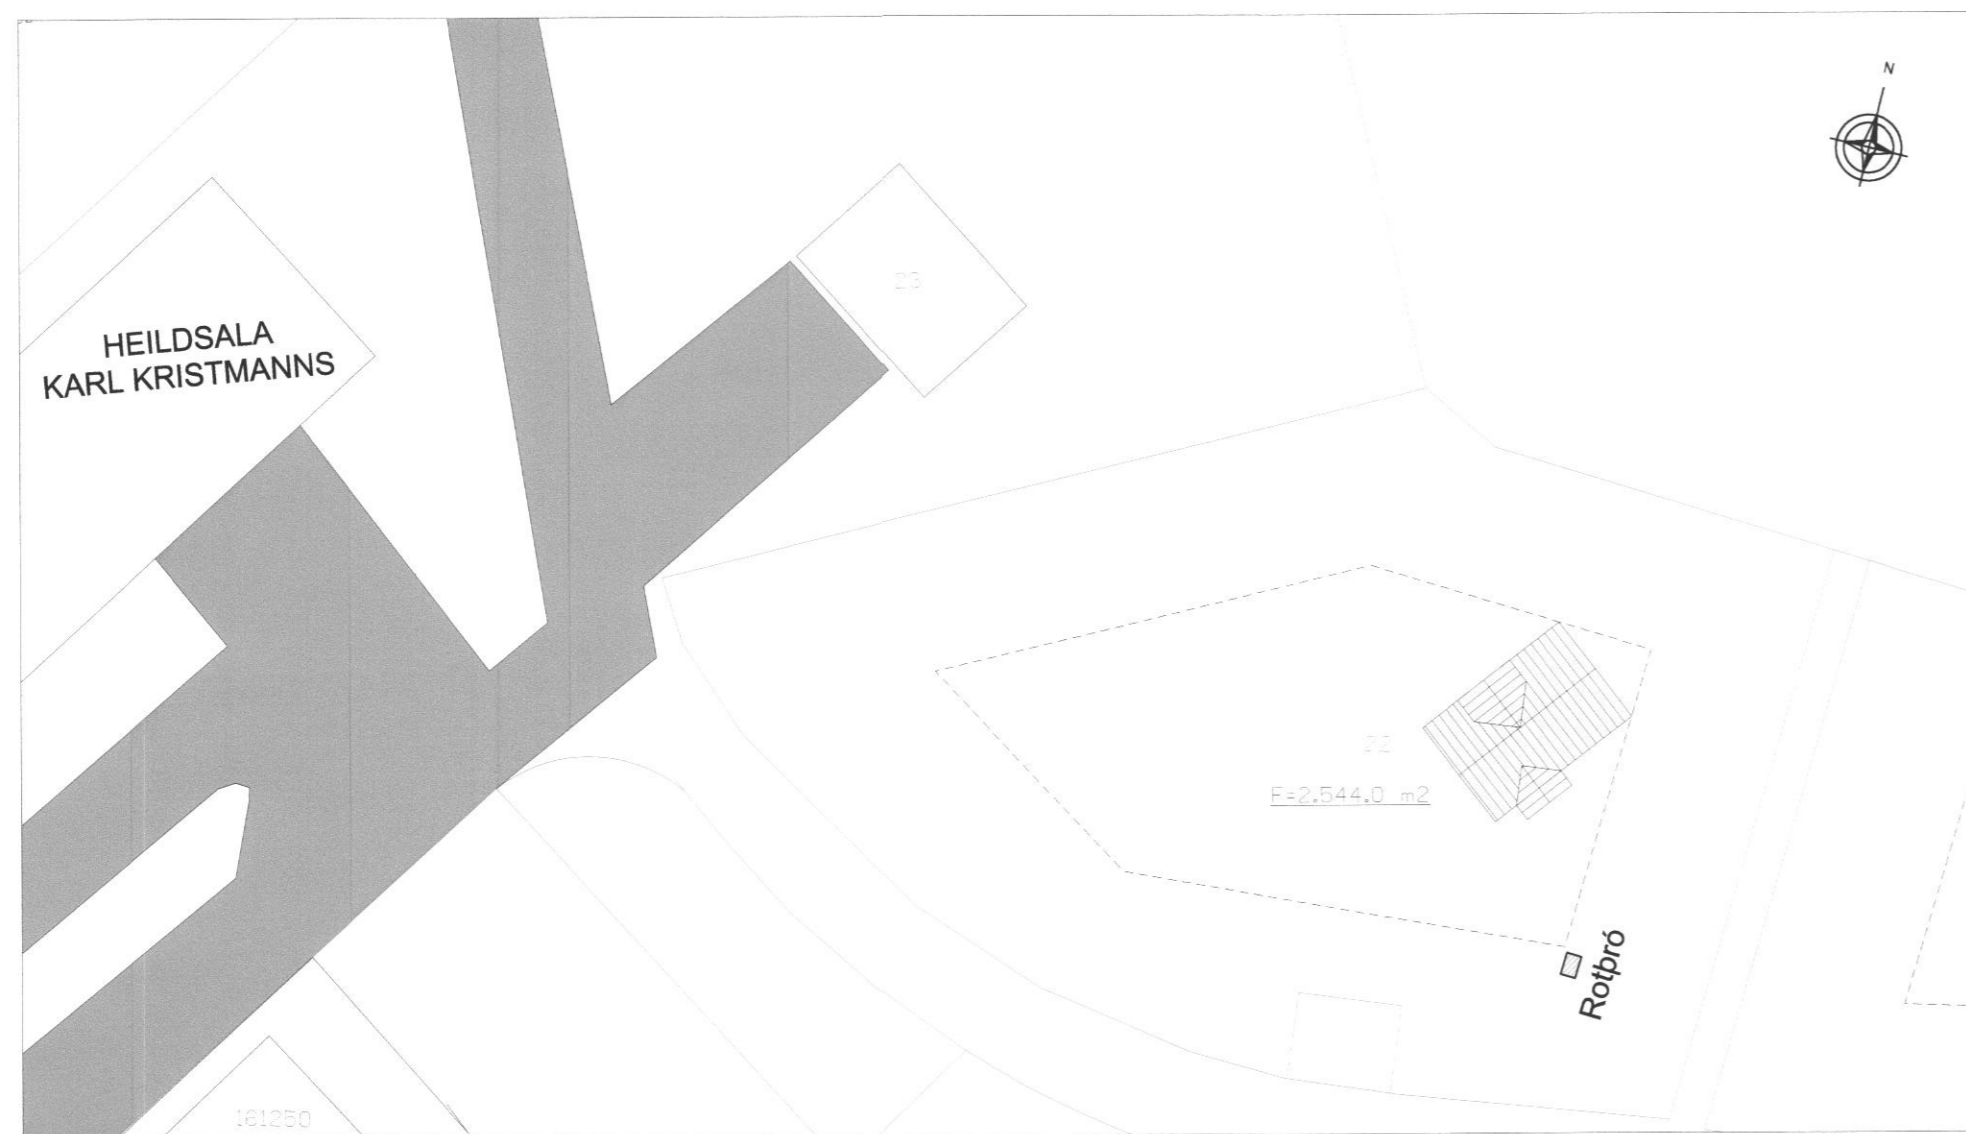 N
HEILDSALA
KARL KRISTMANNS
23
22
F=2.544.0 m2
Rotþró
161250